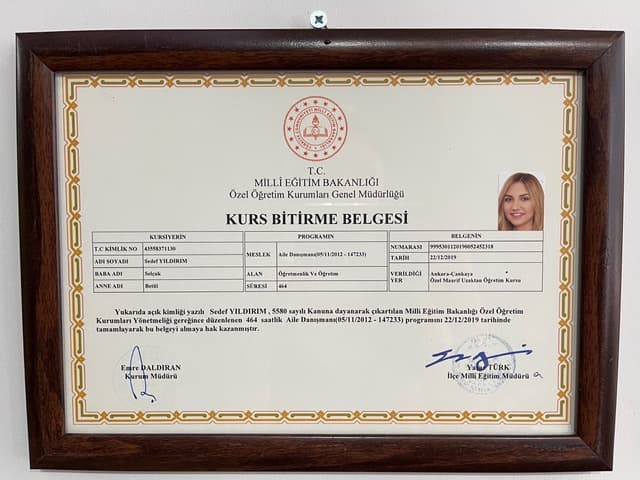 T.C.
MİLLİ EĞİTİM BAKANLIĞI
Özel Öğretim Kurumları Genel Müdürlüğü
KURS BİTİRME BELGESİ
KURSİYERİN
T.C KİMLİK NO 43558371130
ADI SOYADI Sedef YILDIRIM
BABA ADI Selçuk
ANNE ADI Betül
PROGRAMIN
MESLEK Aile Danışmanı(05/11/2012 - 147233)
ALAN Öğretmenlik Ve Öğretim
SÜRESİ 464
BELGENİN
NUMARASI 9995301120190052452318
TARİH 22/12/2019
VERİLDİĞİ YER Ankara-Çankaya
Özel Maarif Uzaktan Öğretim Kursu
Yukarıda açık kimliği yazılı Sedef YILDIRIM , 5580 sayılı Kanuna dayanarak çıkartılan Milli Eğitim Bakanlığı Özel Öğretim
Kurumları Yönetmeliği gereğince düzenlenen 464 saatlik Aile Danışmanı(05/11/2012 - 147233) programını 22/12/2019 tarihinde
tamamlayarak bu belgeyi almaya hak kazanmıştır.
Emre DALDIRAN
Kurum Müdürü
TÜRK
İlçe Milli Eğitim Müdürü